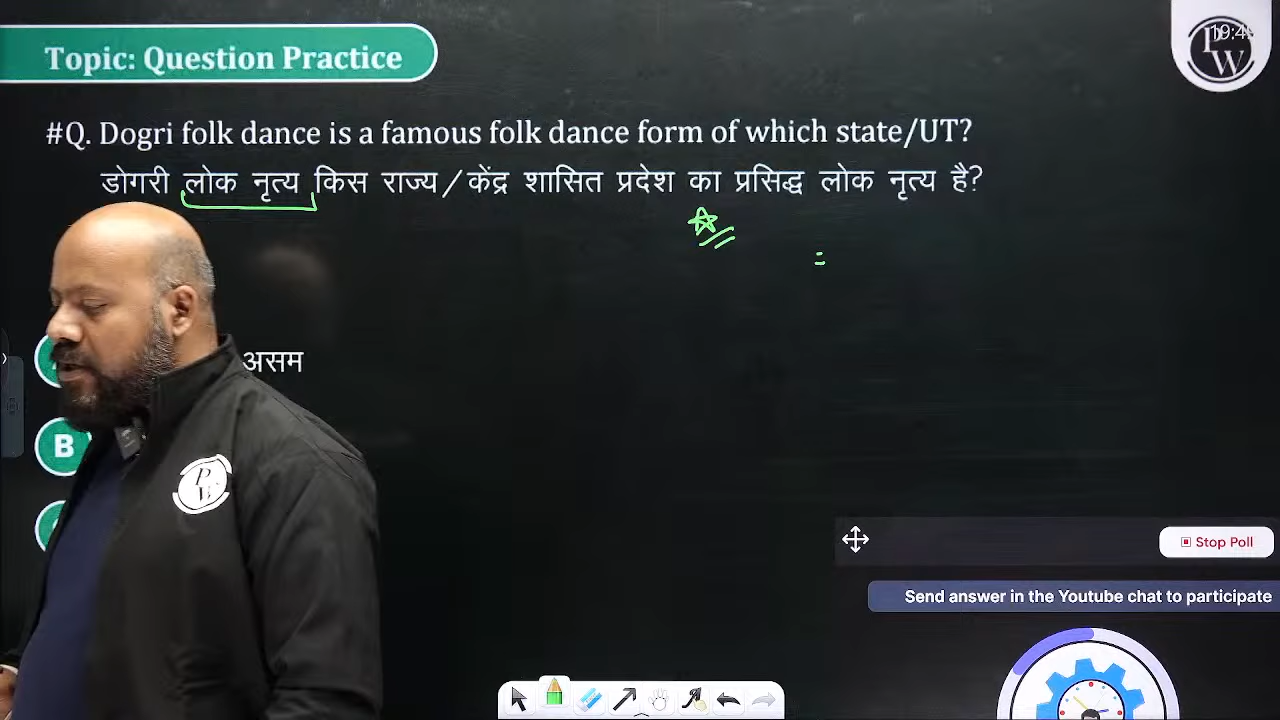 Topic: Question Practice
#Q. Dogri folk dance is a famous folk dance form of which state/UT?
डोगरी लोक नृत्य किस राज्य/केंद्र शासित प्रदेश का प्रसिद्ध लोक नृत्य है?
असम
B
Stop Poll
Send answer in the Youtube chat to participate